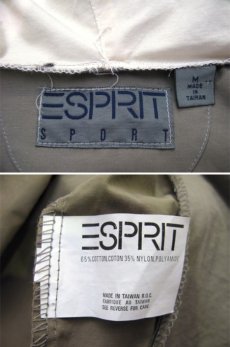 ESPRIT
SPORT
M
MADE IN
TAIWAN
ESPRIT
65% COTTON,COTON 35% NYLON,POLYAMIDE
MADE IN TAIWAN R.O.C.
FABRIQUE AU TAIWAN
SEE REVERSE FOR CARE.